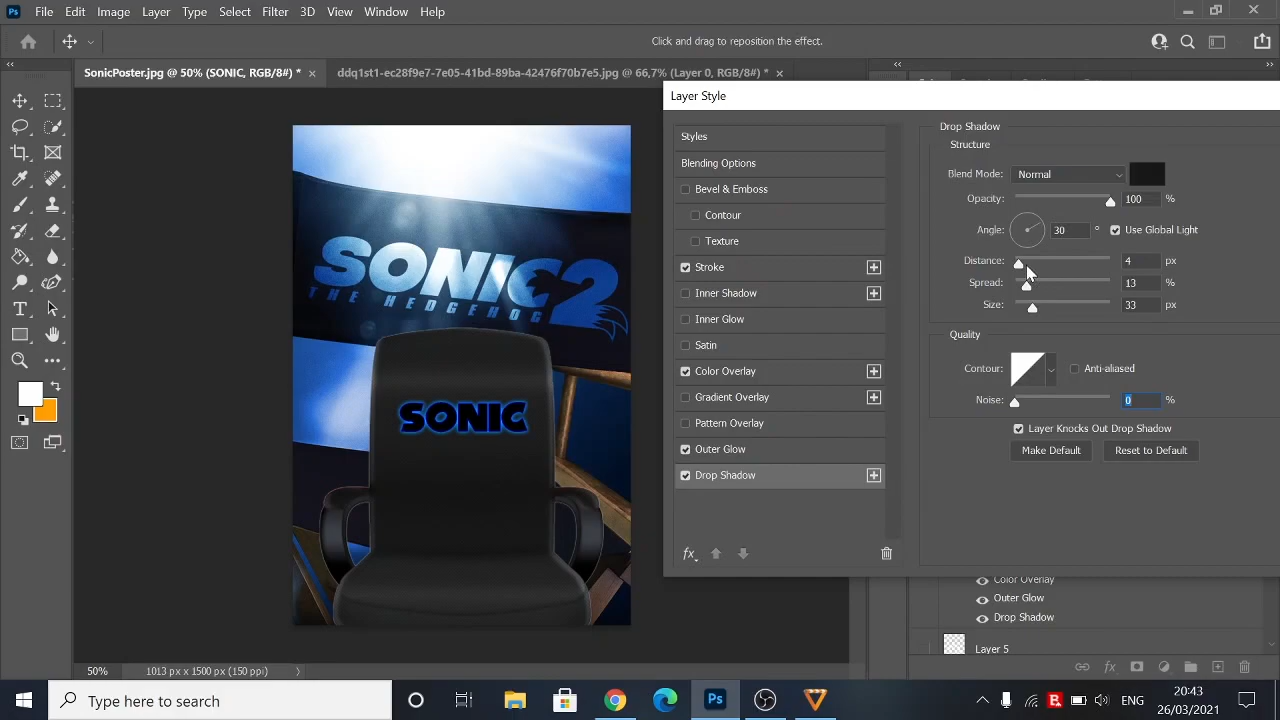 Ps File Edit Image Layer Type Select Filter 3D View Window Help
Click and drag to reposition the effect.
SonicPoster.jpg @ 50% (SONIC, RGB/8#) * ddq1st1-ec28f9e7-7e05-41bd-89ba-42476f70b7e5.jpg @ 66,7% (Layer 0, RGB/8#) *
Layer Style
Styles
Blending Options
Bevel & Emboss
Contour
Texture
Stroke
Inner Shadow
Inner Glow
Satin
Color Overlay
Gradient Overlay
Pattern Overlay
Outer Glow
Drop Shadow
fx
Drop Shadow
Structure
Blend Mode: Normal
Opacity: 100 %
Angle: 30 ° Use Global Light
Distance: 4 px
Spread: 13 %
Size: 33 px
Quality
Contour: Anti-aliased
Noise: 0 %
Layer Knocks Out Drop Shadow
Make Default Reset to Default
SONIC 2
THE HEDGEHOG
SONIC
Color Overlay
Outer Glow
Drop Shadow
Layer 5
fx
50% 1013 px x 1500 px (150 ppi)
Type here to search
Ps
ENG
20:43
26/03/2021